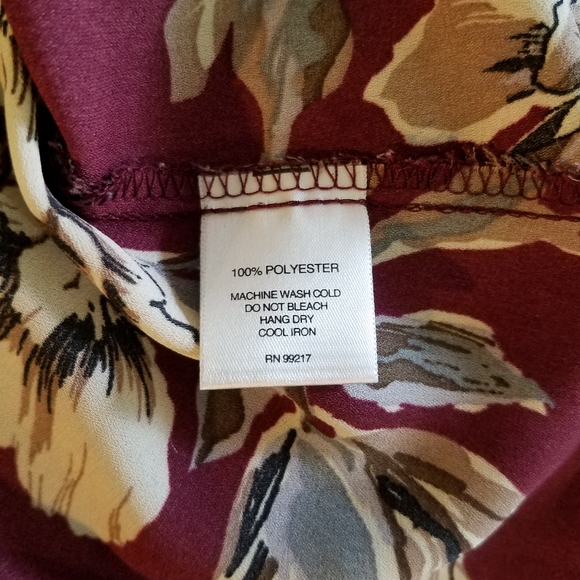 100% POLYESTER
MACHINE WASH COLD
DO NOT BLEACH
HANG DRY
COOL IRON
RN 99217